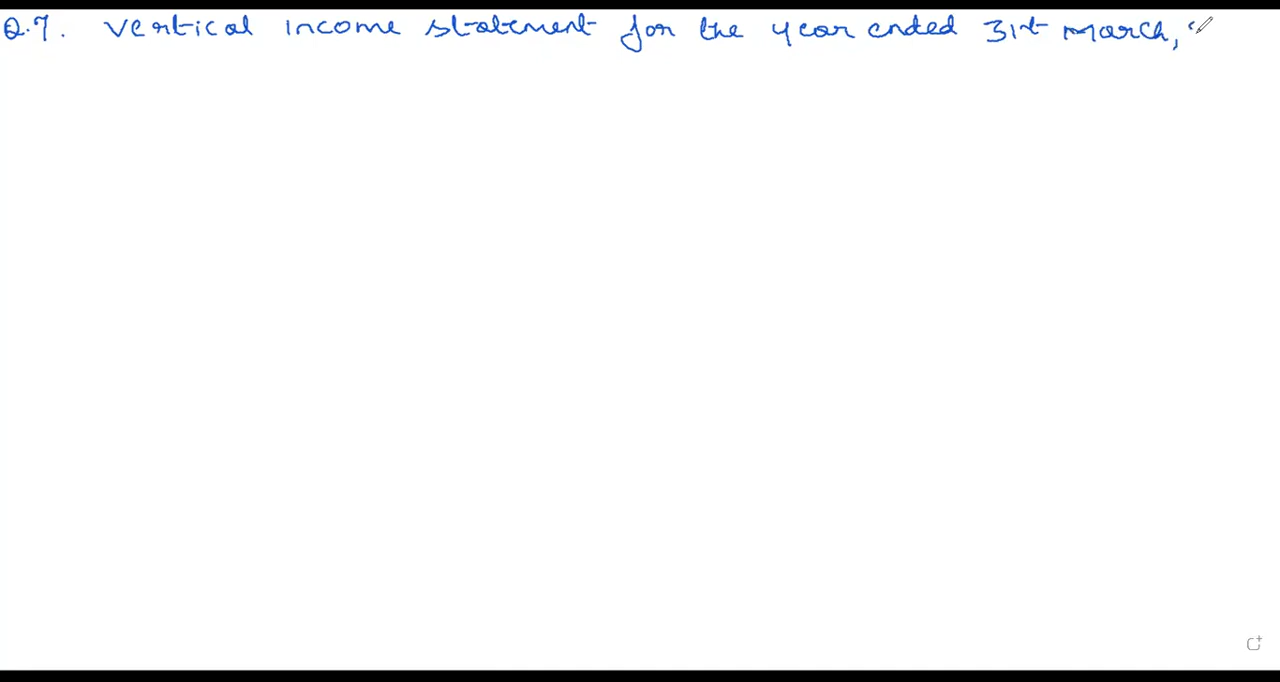 Q.7. Vertical income statement for the year ended 31st March,